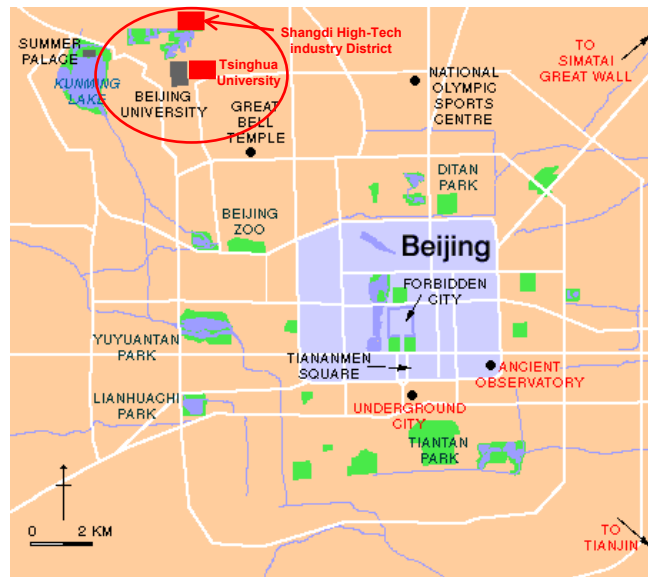 Shangdi High-Tech
industry District
SUMMER
PALACE
Tsinghua
University
TO
SIMATAI
GREAT WALL
KUNMING
LAKE
BEIJING
UNIVERSITY
NATIONAL
OLYMPIC
SPORTS
CENTRE
GREAT
BELL
TEMPLE
DITAN
PARK
BEIJING
ZOO
Beijing
FORBIDDEN
CITY
YUYUANTAN
PARK
TIANANMEN
SQUARE
ANCIENT
OBSERVATORY
LIANHUACHI
PARK
UNDERGROUND
CITY
TIANTAN
PARK
0 2 KM
TO
TIANJIN